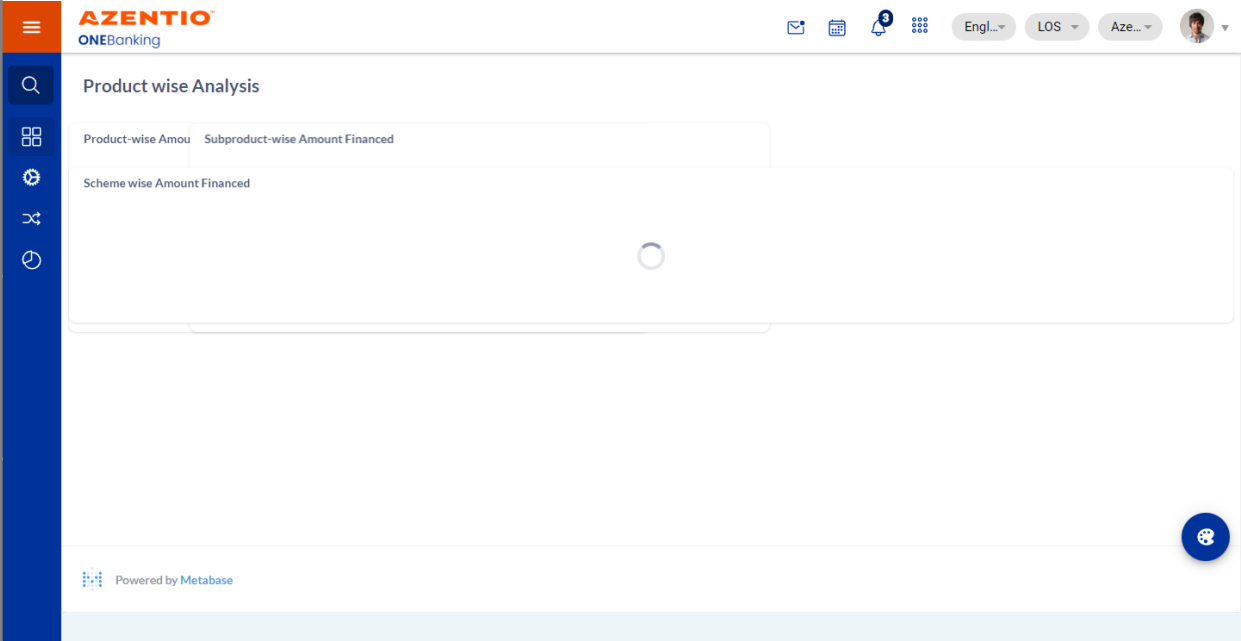 AZENTIO™
ONEBanking
3
Engl...
LOS
Aze...
Product wise Analysis
Product-wise Amou
Subproduct-wise Amount Financed
Scheme wise Amount Financed
Powered by Metabase